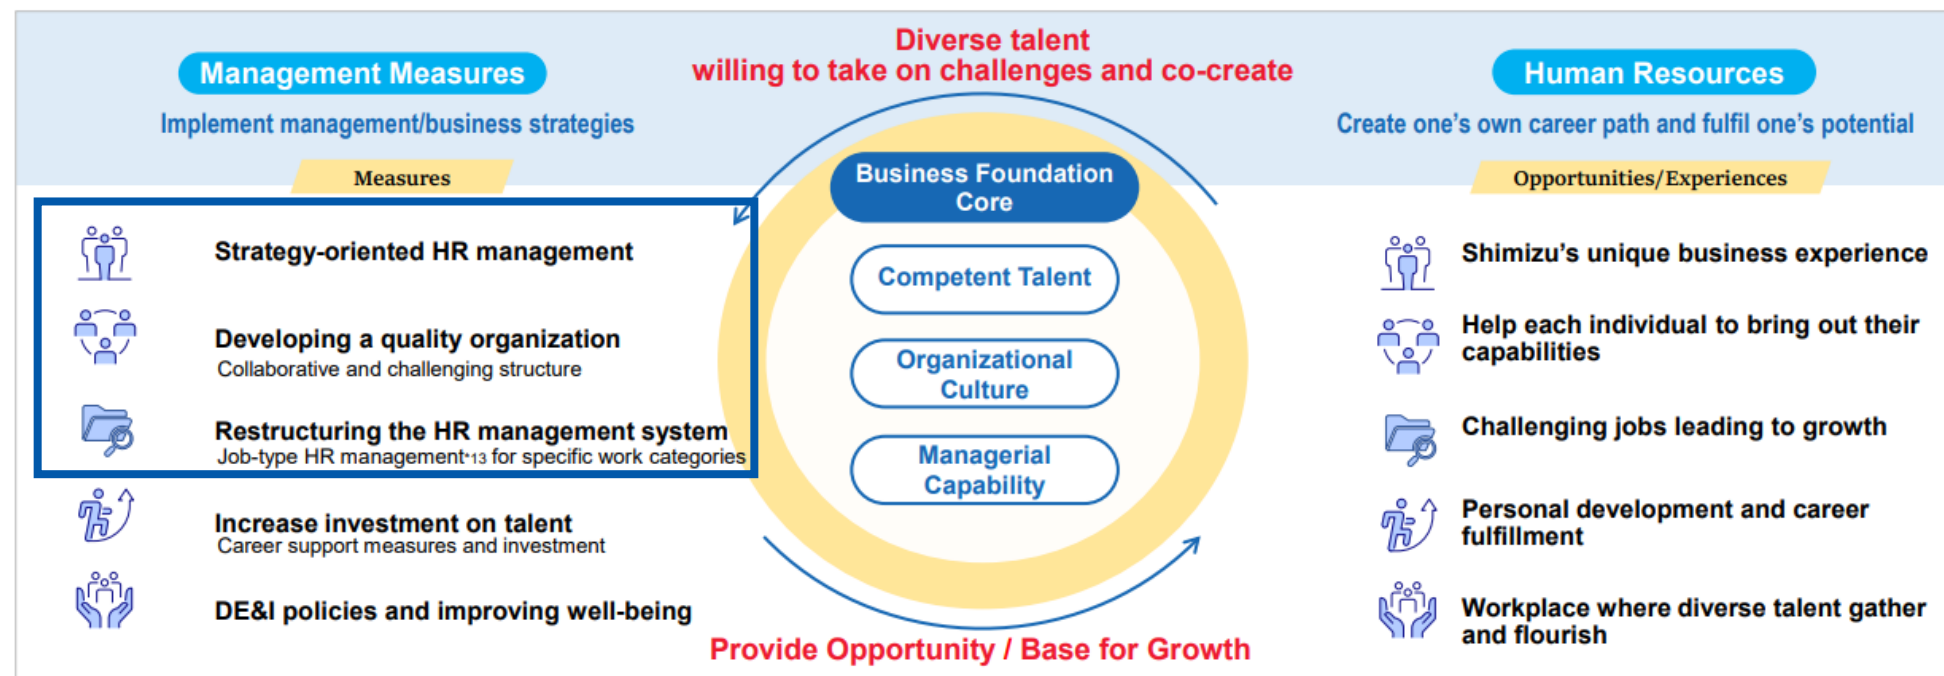 Diverse talent
willing to take on challenges and co-create
Management Measures
Implement management/business strategies
Measures
Strategy-oriented HR management
Developing a quality organization
Collaborative and challenging structure
Restructuring the HR management system
Job-type HR management*13 for specific work categories
Increase investment on talent
Career support measures and investment
DE&I policies and improving well-being
Business Foundation
Core
Competent Talent
Organizational
Culture
Managerial
Capability
Provide Opportunity / Base for Growth
Human Resources
Create one's own career path and fulfil one's potential
Opportunities/Experiences
Shimizu's unique business experience
Help each individual to bring out their
capabilities
Challenging jobs leading to growth
Personal development and career
fulfillment
Workplace where diverse talent gather
and flourish